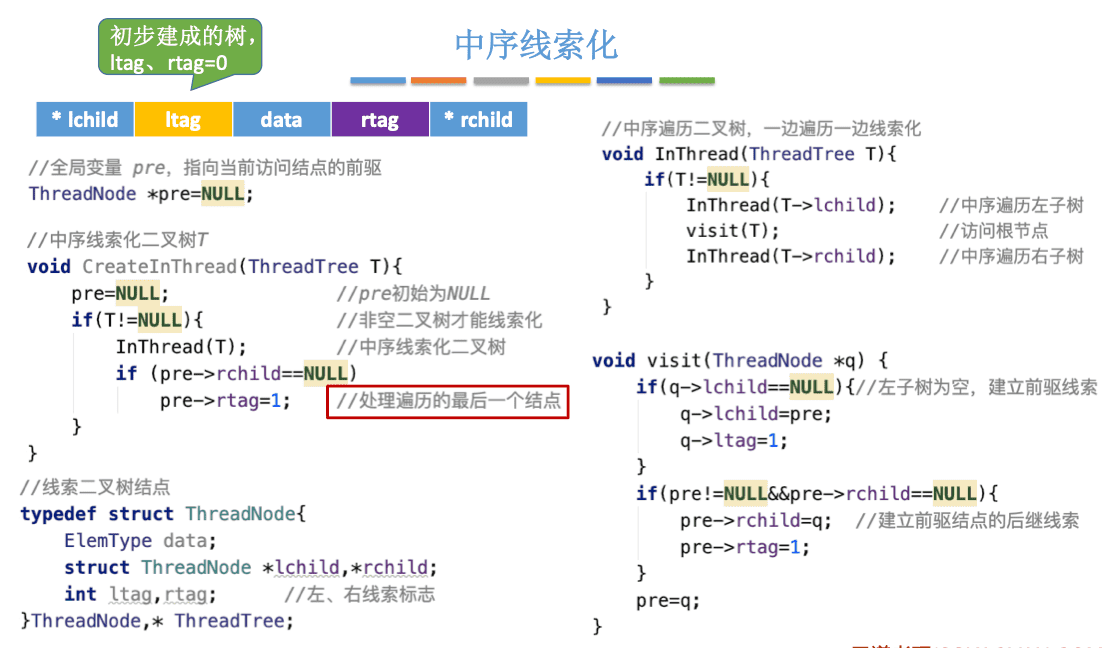 初步建成的树，
ltag、rtag=0
中序线索化
* lchild ltag data rtag * rchild
//全局变量 pre，指向当前访问结点的前驱
ThreadNode *pre=NULL;
//中序线索化二叉树T
void CreateInThread(ThreadTree T){
pre=NULL; //pre初始为NULL
if(T!=NULL){ //非空二叉树才能线索化
InThread(T); //中序线索化二叉树
if (pre->rchild==NULL)
pre->rtag=1; //处理遍历的最后一个结点
}
}
//线索二叉树结点
typedef struct ThreadNode{
ElemType data;
struct ThreadNode *lchild,*rchild;
int ltag,rtag; //左、右线索标志
}ThreadNode,* ThreadTree;
//中序遍历二叉树，一边遍历一边线索化
void InThread(ThreadTree T){
if(T!=NULL){
InThread(T->lchild); //中序遍历左子树
visit(T); //访问根节点
InThread(T->rchild); //中序遍历右子树
}
}
void visit(ThreadNode *q) {
if(q->lchild==NULL){//左子树为空，建立前驱线索
q->lchild=pre;
q->ltag=1;
}
if(pre!=NULL&&pre->rchild==NULL){
pre->rchild=q; //建立前驱结点的后继线索
pre->rtag=1;
}
pre=q;
}